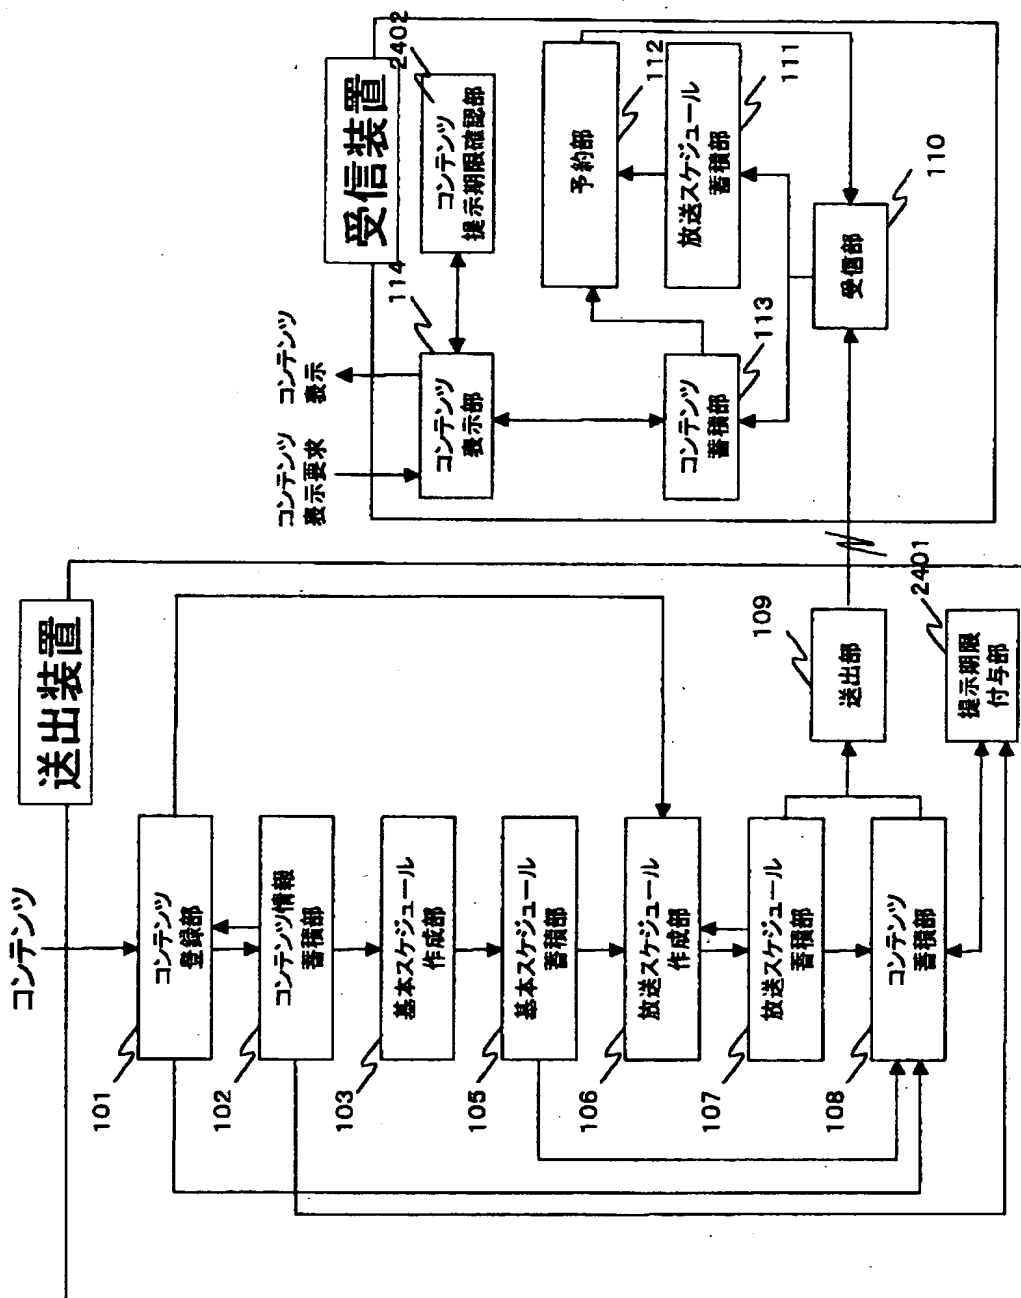 コンテンツ
送出装置
コンテンツ
登録部
101
コンテンツ情報
蓄積部
102
基本スケジュール
作成部
103
基本スケジュール
蓄積部
105
放送スケジュール
作成部
106
放送スケジュール
蓄積部
107
コンテンツ
蓄積部
108
送出部
109
提示期限
付与部
2401
受信装置
コンテンツ
表示要求
コンテンツ
表示
コンテンツ
表示部
114
コンテンツ
提示期限確認部
2402
予約部
112
放送スケジュール
蓄積部
111
コンテンツ
蓄積部
113
受信部
110